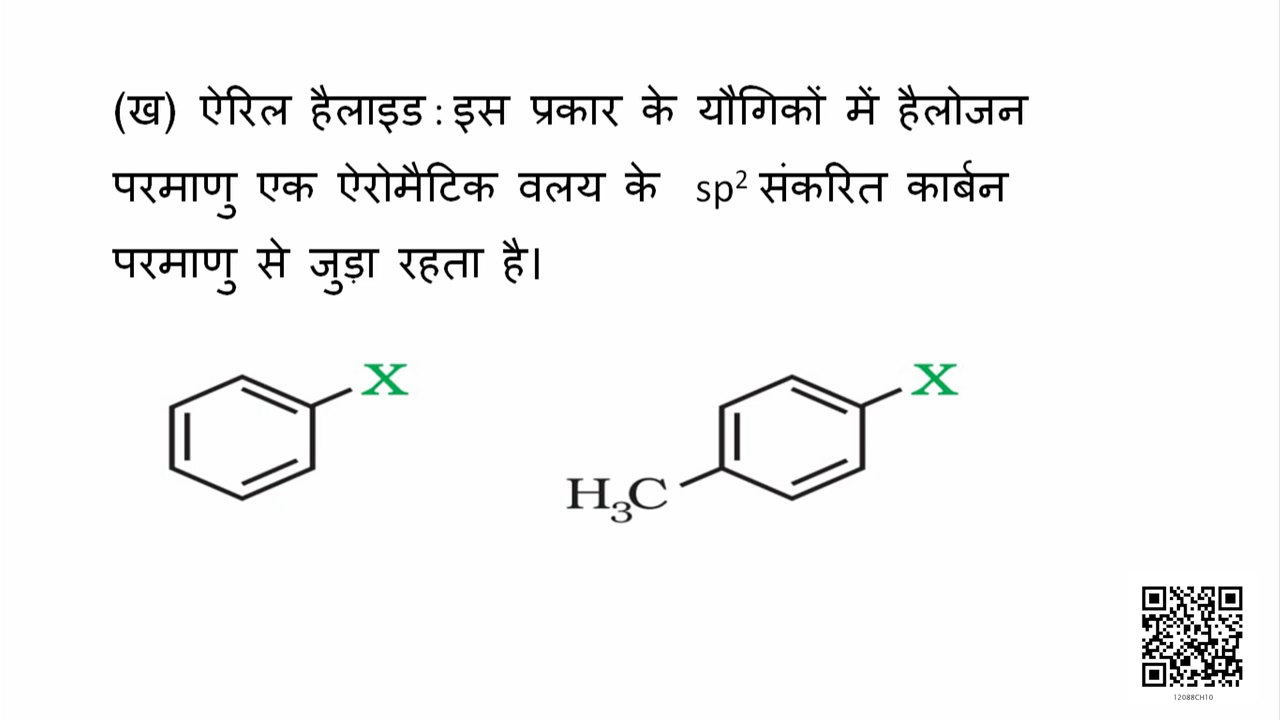 (ख) ऐरिल हैलाइड : इस प्रकार के यौगिकों में हैलोजन
परमाणु एक ऐरोमैटिक वलय के sp² संकरित कार्बन
परमाणु से जुड़ा रहता है।
X
X
H₃C
12088CH10